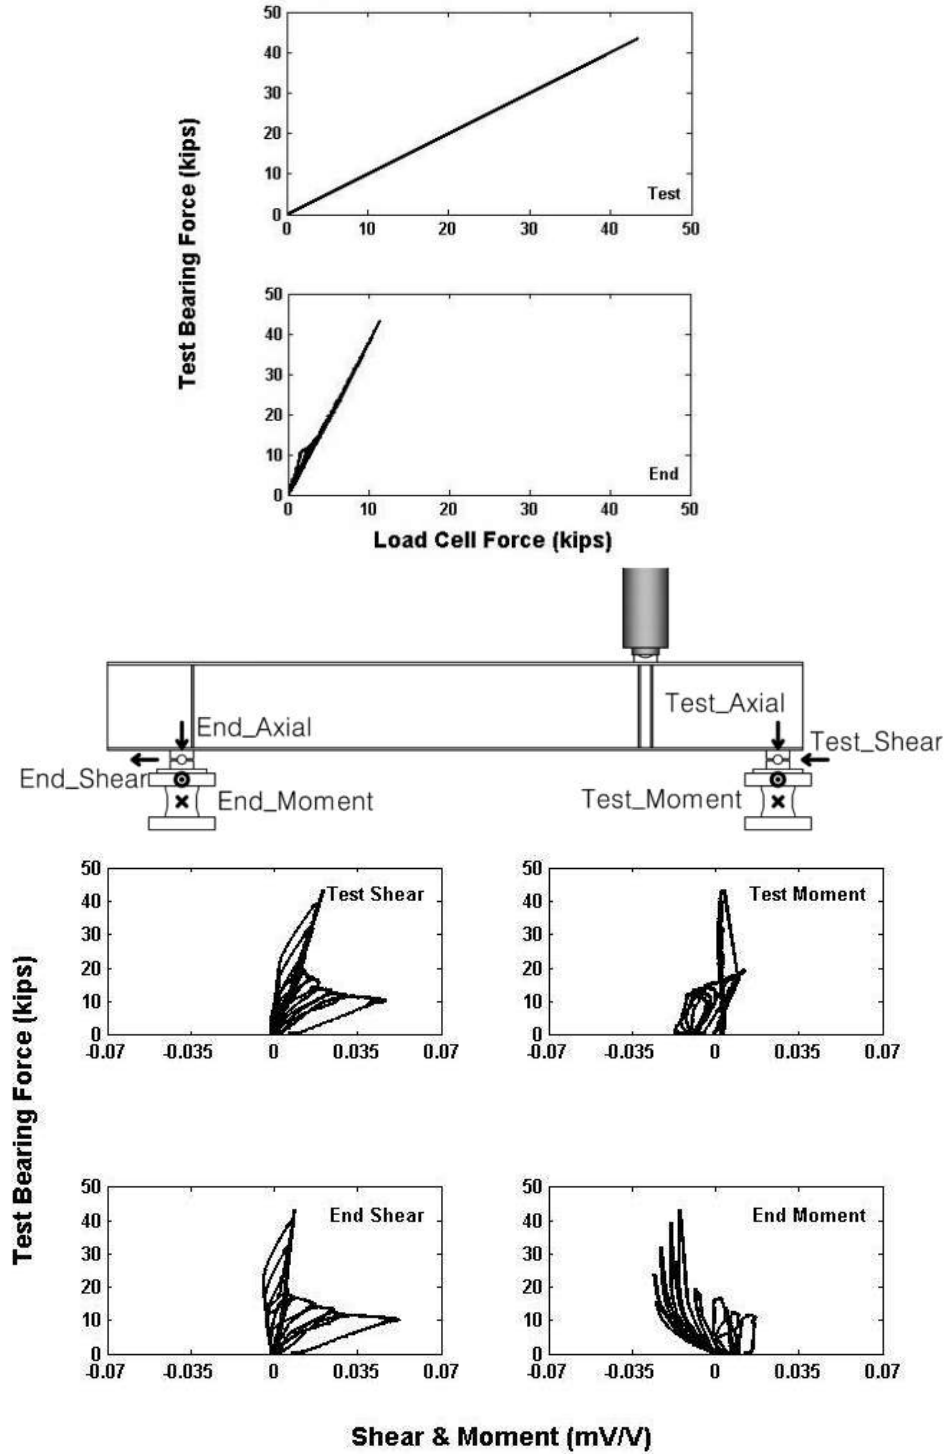 50
40
30
20
10
0
Test
0 10 20 30 40 50
50
40
30
20
10
0
End
0 10 20 30 40 50
Test Bearing Force (kips)
Load Cell Force (kips)
End_Axial
Test_Axial
Test_Shear
End_Shear
End_Moment
Test_Moment
50
40
30
20
10
0
Test Shear
-0.07 -0.035 0 0.035 0.07
50
40
30
20
10
0
Test Moment
-0.07 -0.035 0 0.035 0.07
Test Bearing Force (kips)
50
40
30
20
10
0
End Shear
-0.07 -0.035 0 0.035 0.07
50
40
30
20
10
0
End Moment
-0.07 -0.035 0 0.035 0.07
Shear & Moment (mV/V)